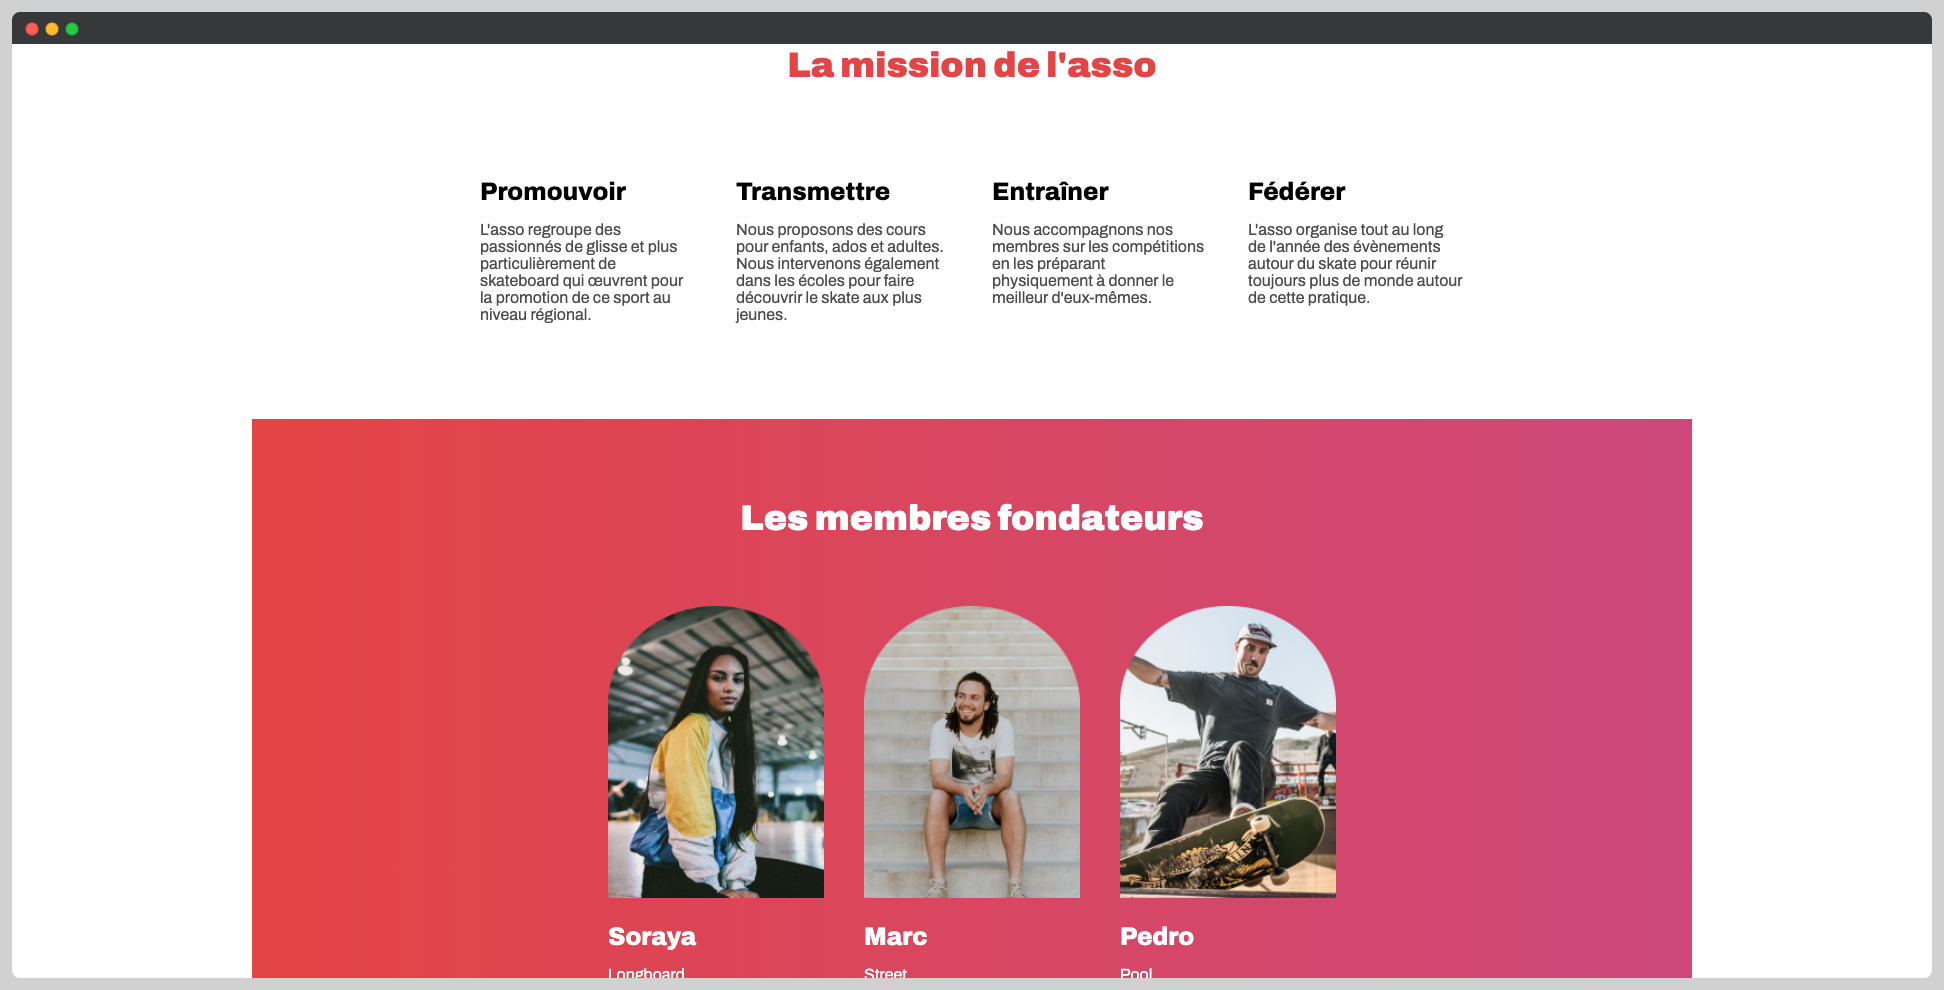 La mission de l'asso
Promouvoir
L'asso regroupe des
passionnés de glisse et plus
particulièrement de
skateboard qui œuvrent pour
la promotion de ce sport au
niveau régional.
Transmettre
Nous proposons des cours
pour enfants, ados et adultes.
Nous intervenons également
dans les écoles pour faire
découvrir le skate aux plus
jeunes.
Entraîner
Nous accompagnons nos
membres sur les compétitions
en les préparant
physiquement à donner le
meilleur d'eux-mêmes.
Fédérer
L'asso organise tout au long
de l'année des évènements
autour du skate pour réunir
toujours plus de monde autour
de cette pratique.
Les membres fondateurs
Soraya
Longboard
Marc
Street
Pedro
Pool